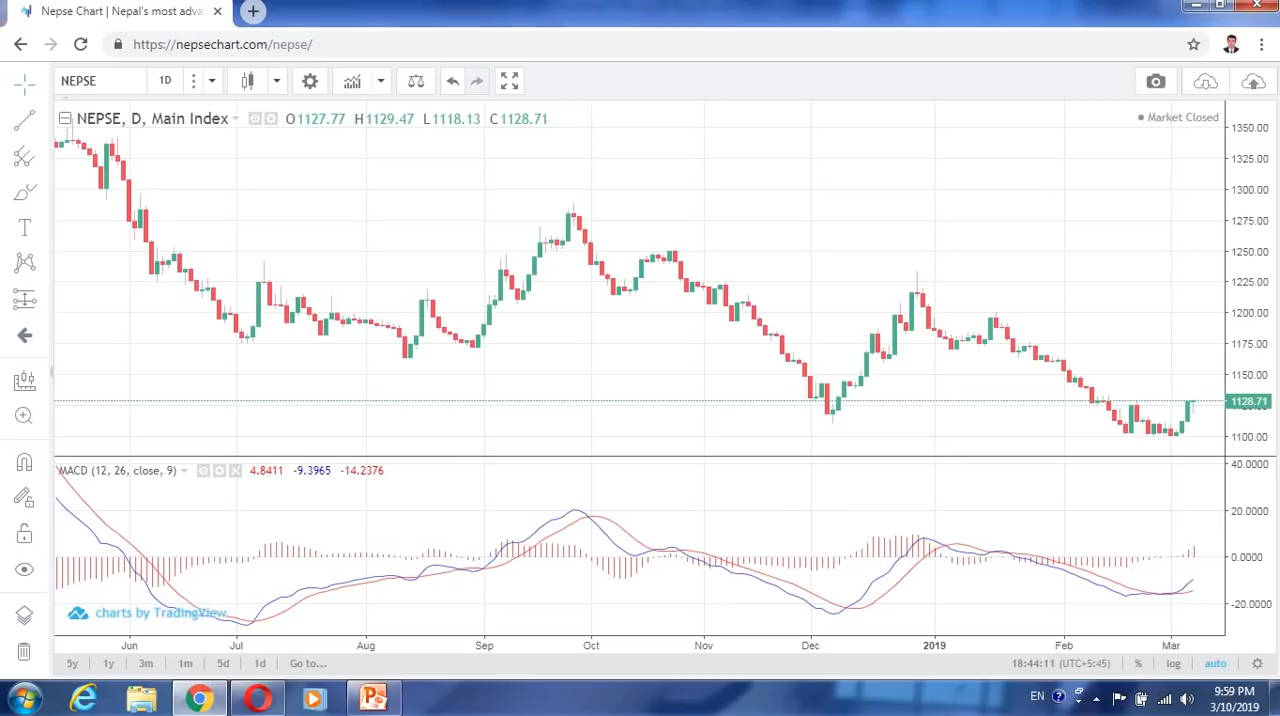 Nepse Chart | Nepal's most adva
https://nepsechart.com/nepse/
NEPSE 1D
NEPSE, D, Main Index O1127.77 H1129.47 L1118.13 C1128.71
Market Closed
1350.00
1325.00
1300.00
1275.00
1250.00
1225.00
1200.00
1175.00
1150.00
1128.71
1100.00
MACD (12, 26, close, 9) 4.8411 -9.3965 -14.2376
40.0000
20.0000
0.0000
-20.0000
charts by TradingView
Jun Jul Aug Sep Oct Nov Dec 2019 Feb Mar
5y 1y 3m 1m 5d 1d Go to... 18:44:11 (UTC+5:45) % log auto
EN 9:59 PM
3/10/2019